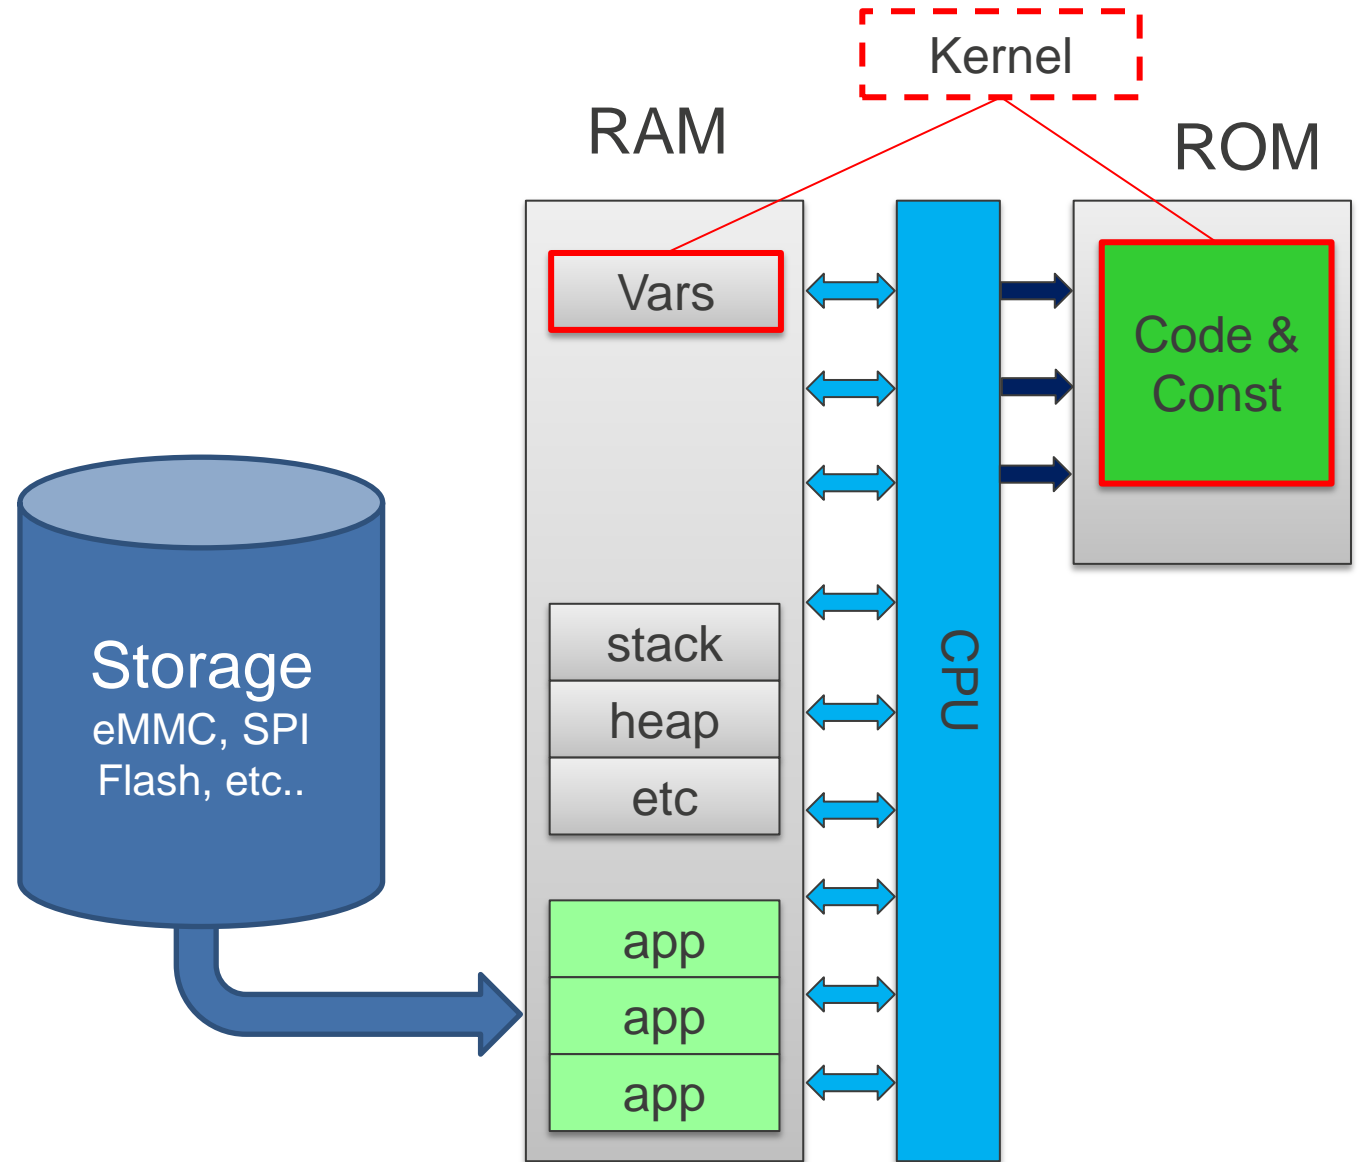 Kernel
RAM
ROM
Vars
Code &
Const
Storage
eMMC, SPI
Flash, etc..
stack
heap
etc
CPU
app
app
app